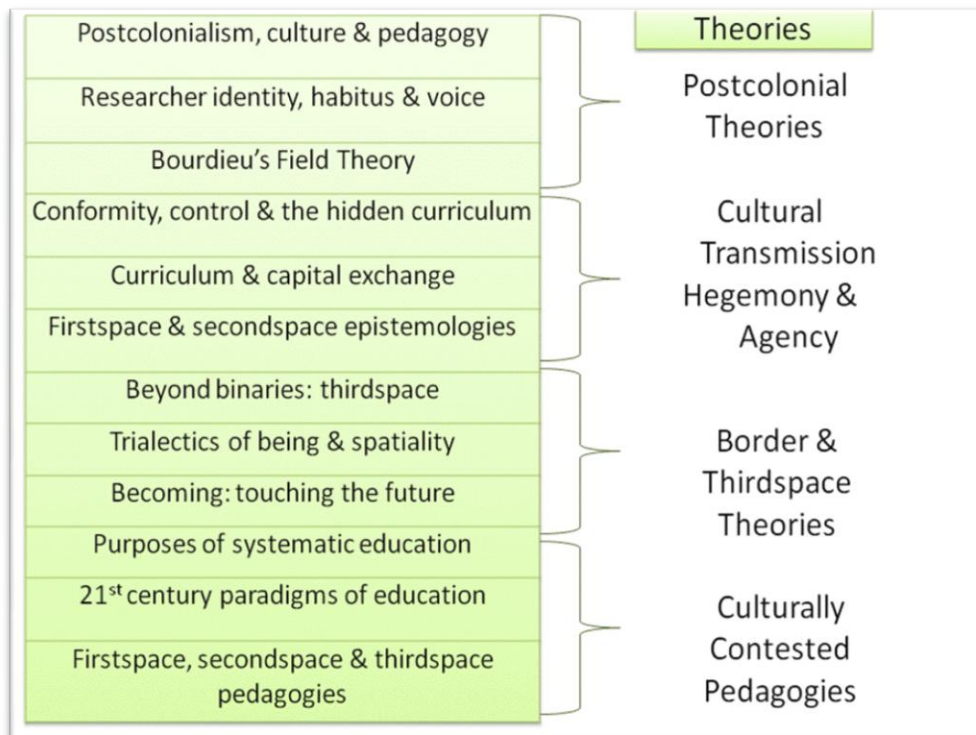 Postcolonialism, culture & pedagogy
Researcher identity, habitus & voice
Bourdieu's Field Theory
Conformity, control & the hidden curriculum
Curriculum & capital exchange
Firstspace & secondspace epistemologies
Beyond binaries: thirdspace
Trialectics of being & spatiality
Becoming: touching the future
Purposes of systematic education
21st century paradigms of education
Firstspace, secondspace & thirdspace
pedagogies
Theories
Postcolonial
Theories
Cultural
Transmission
Hegemony &
Agency
Border &
Thirdspace
Theories
Culturally
Contested
Pedagogies